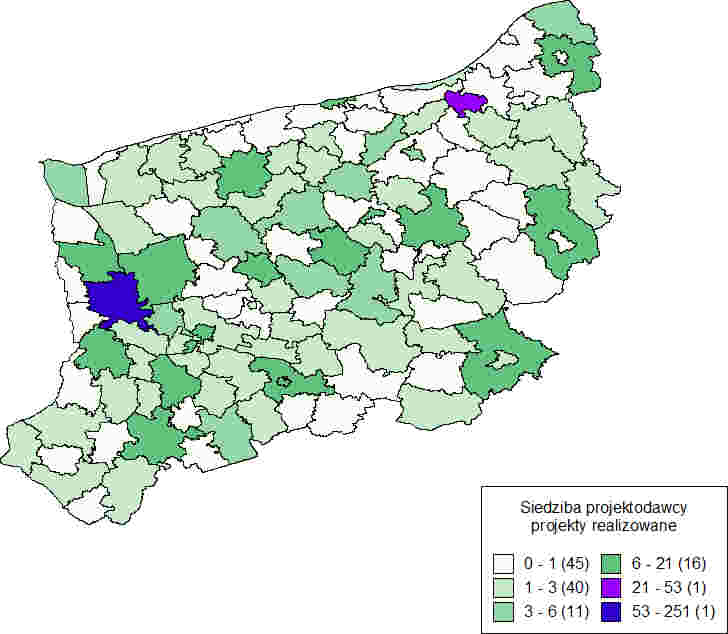 Siedziba projektodawcy
projekty realizowane
0 - 1 (45)
1 - 3 (40)
3 - 6 (11)
6 - 21 (16)
21 - 53 (1)
53 - 251 (1)